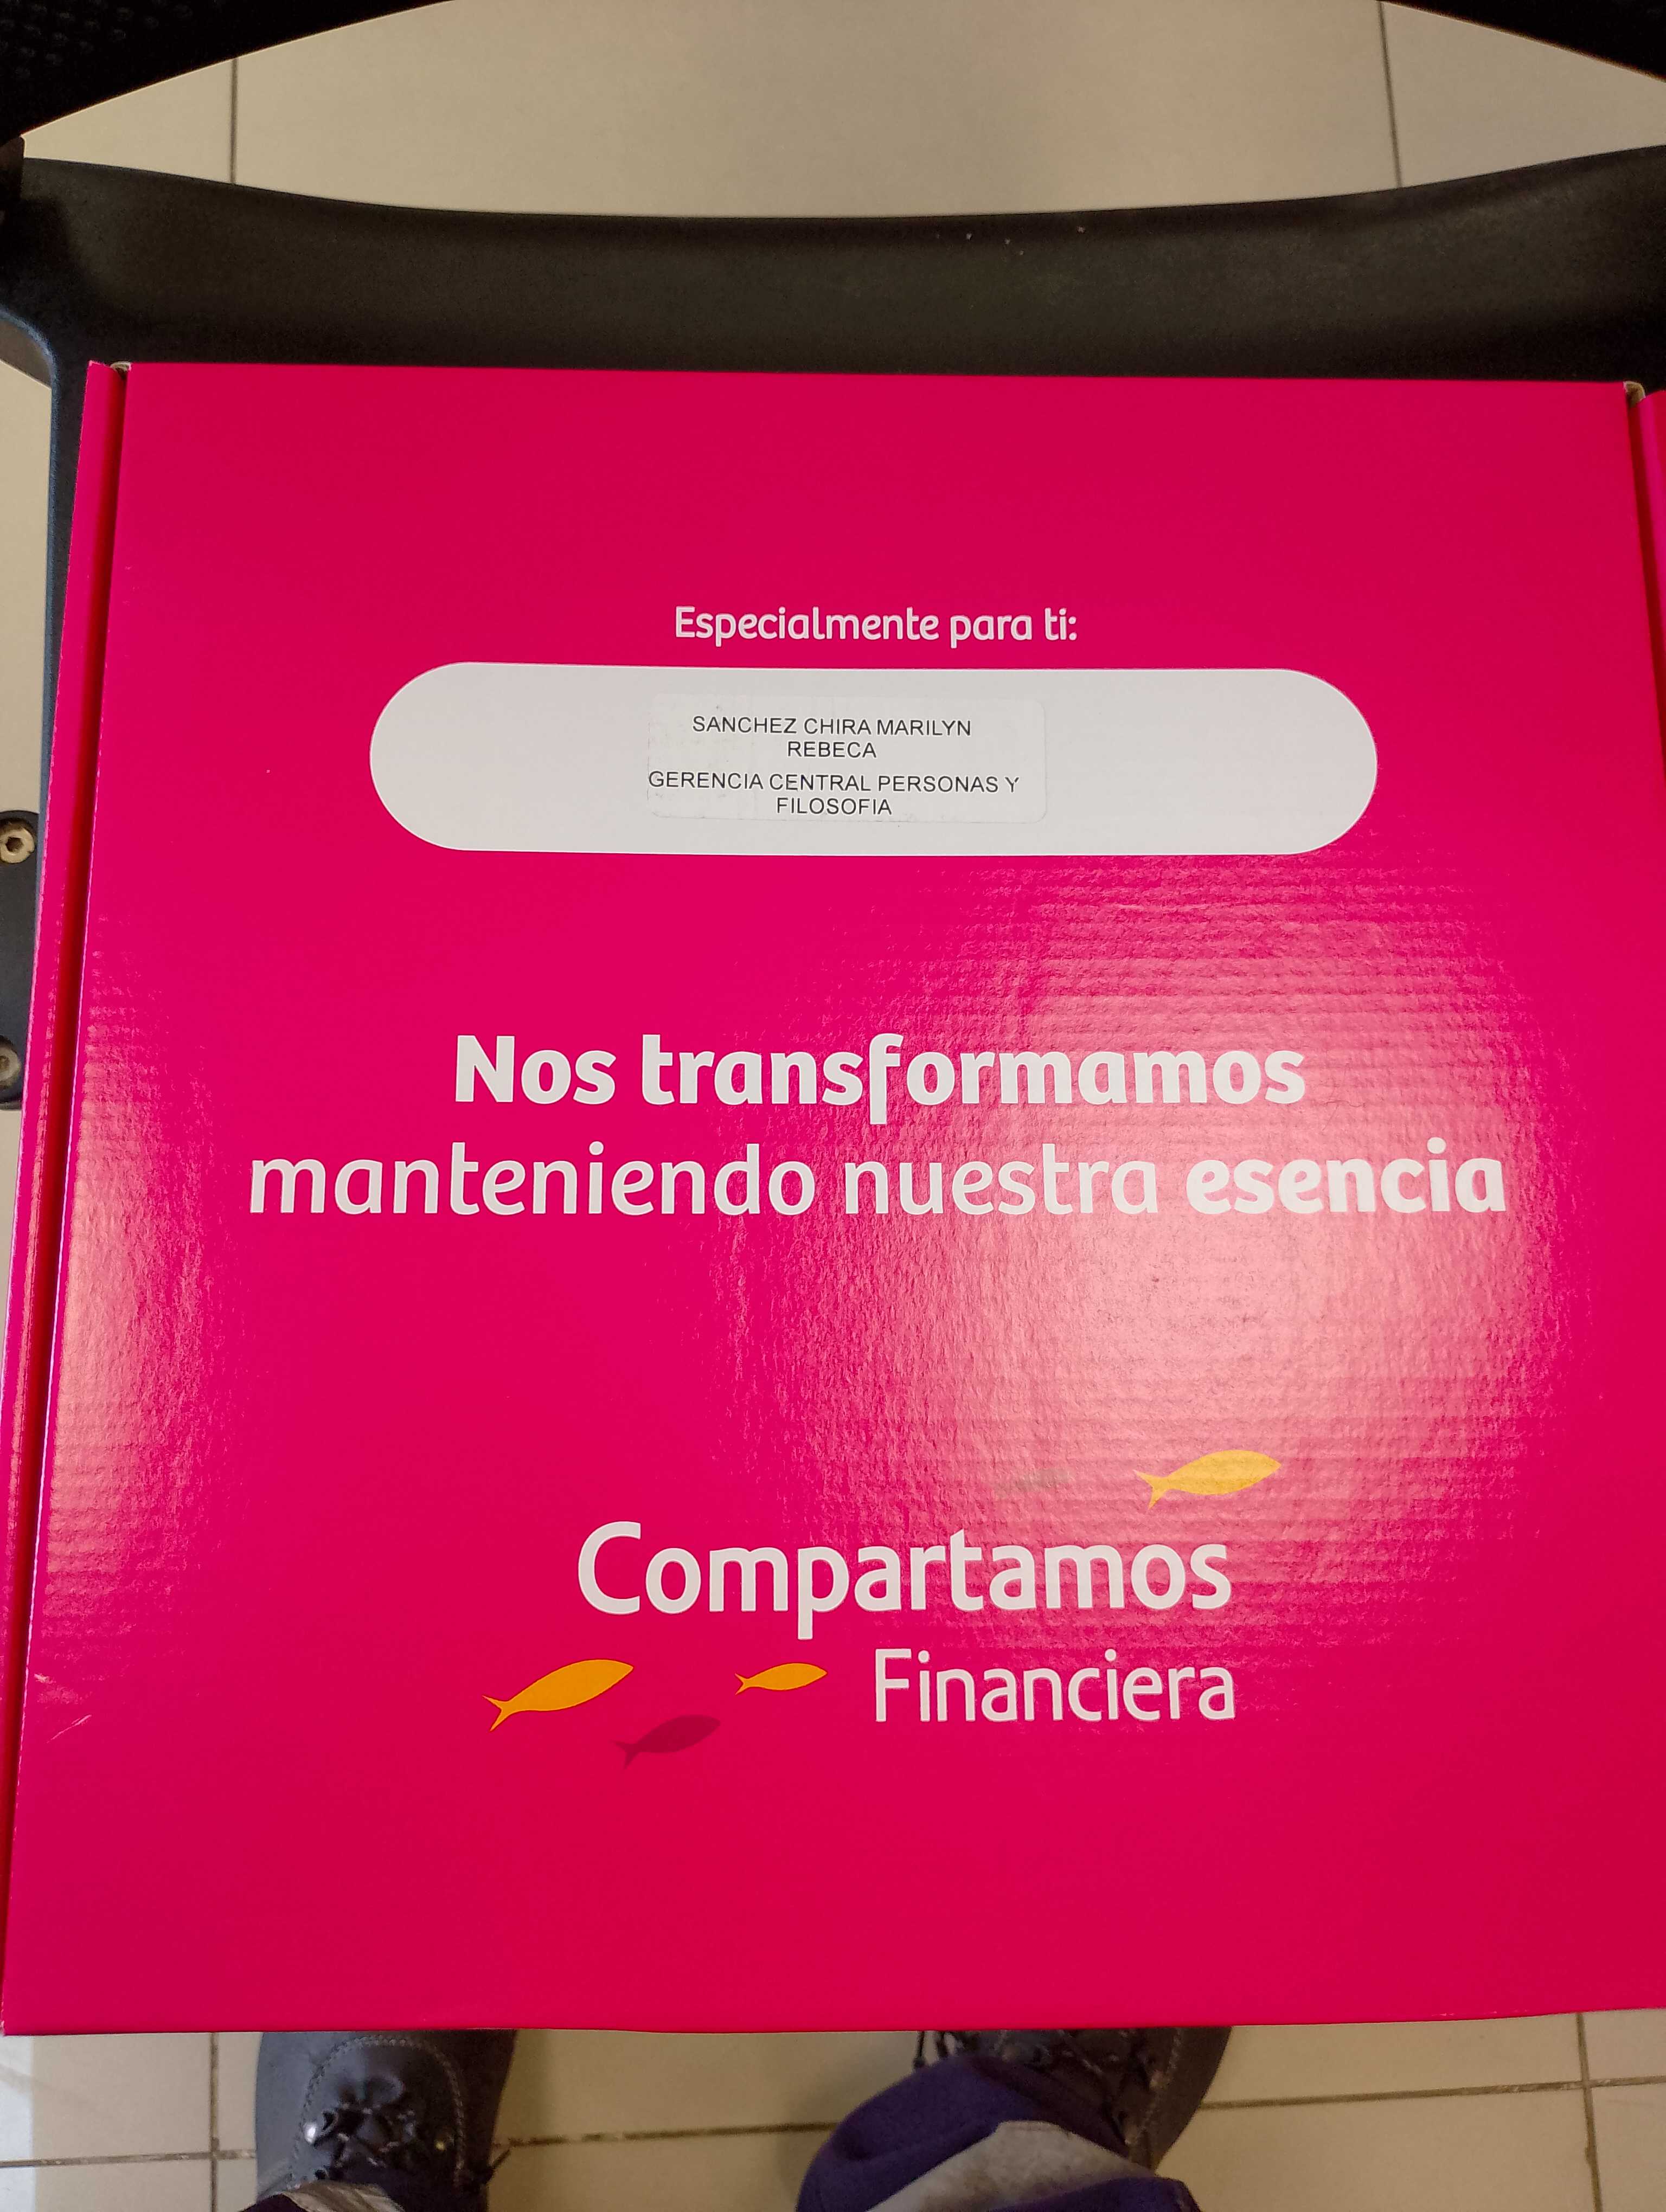 Especialmente para ti:
SANCHEZ CHIRA MARILYN
REBECA
GERENCIA CENTRAL PERSONAS Y
FILOSOFIA
Nos transformamos
manteniendo nuestra esencia
Compartamos
Financiera